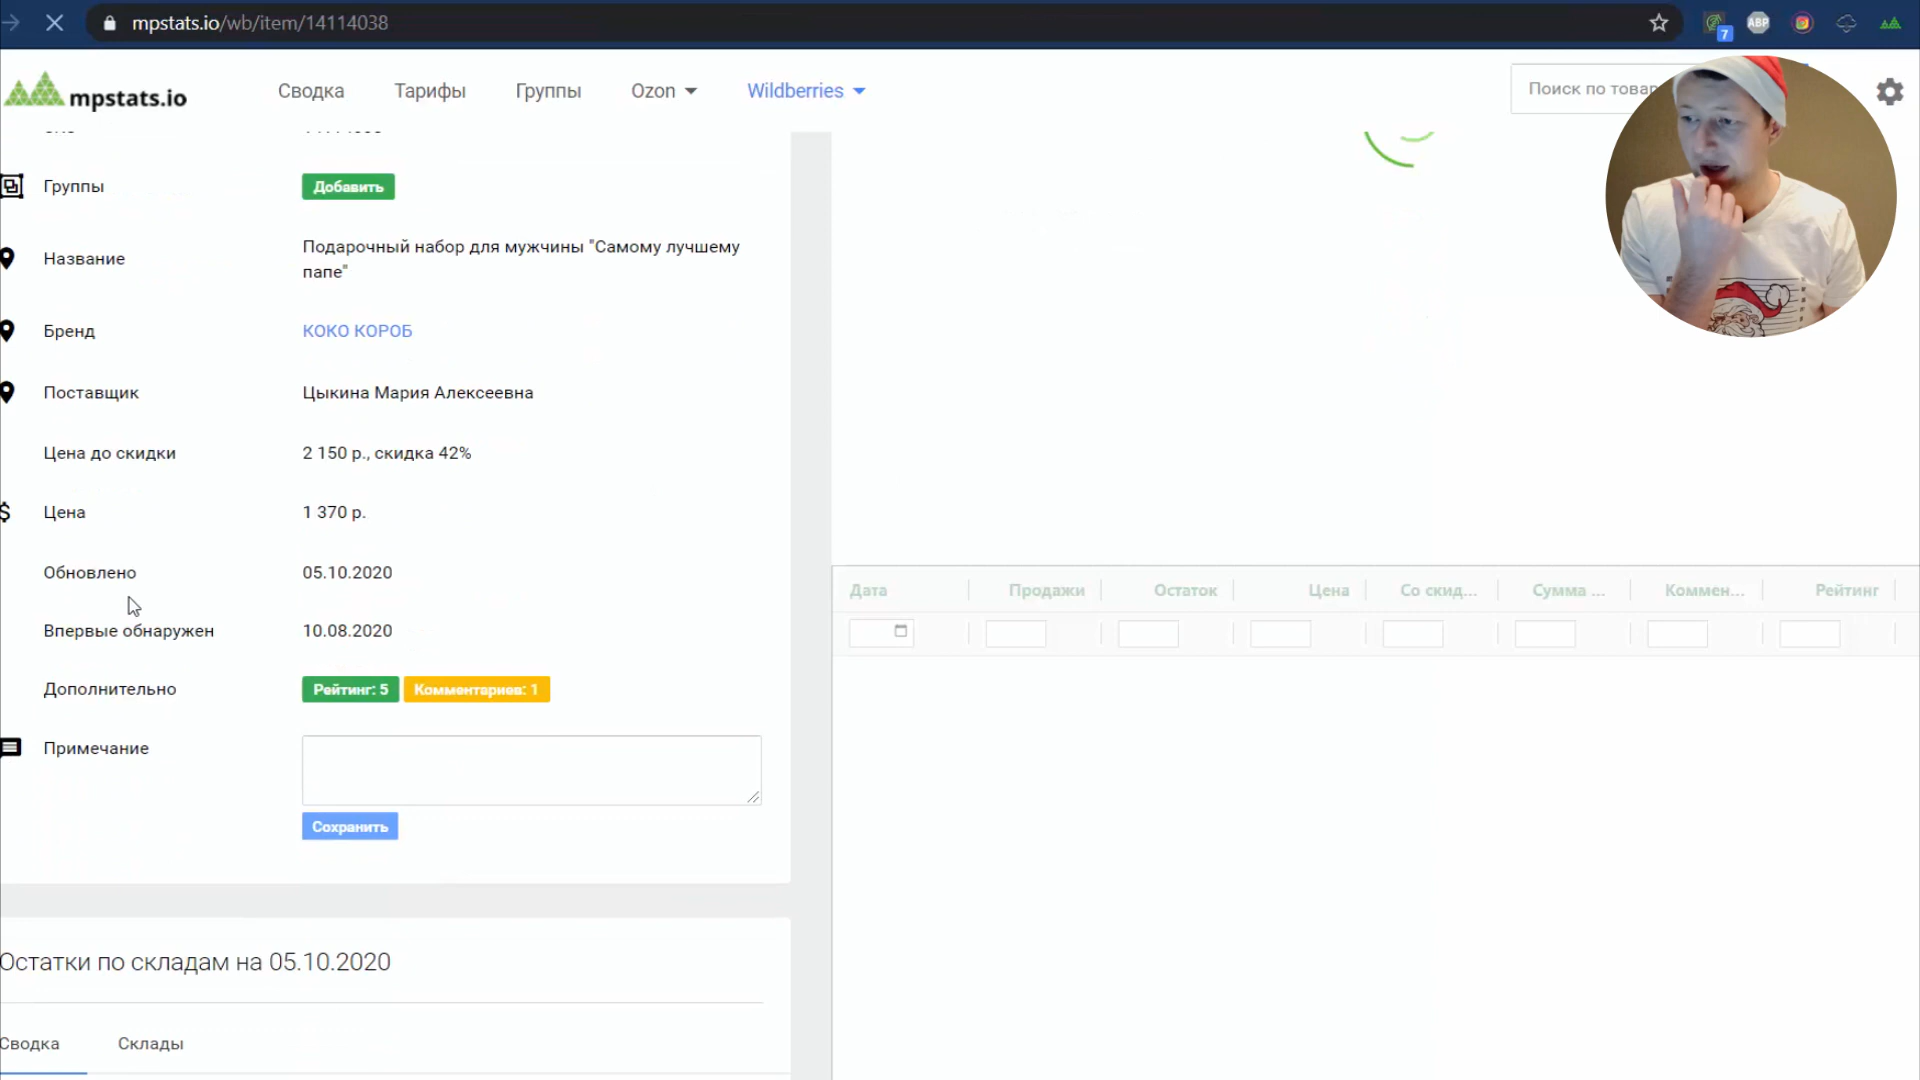 mpstats.io/wb/item/14114038
7
ABP
mpstats.io
Сводка
Тарифы
Группы
Ozon
Wildberries
Поиск по товар
Группы
Добавить
Название
Подарочный набор для мужчины "Самому лучшему
папе"
Бренд
КОКО КОРОБ
Поставщик
Цыкина Мария Алексеевна
Цена до скидки
2 150 р., скидка 42%
Цена
1 370 р.
Обновлено
05.10.2020
Впервые обнаружен
10.08.2020
Дополнительно
Рейтинг: 5
Комментариев: 1
Примечание
Сохранить
Дата
Продажи
Остаток
Цена
Со скид...
Сумма ...
Коммен...
Рейтинг
Остатки по складам на 05.10.2020
Сводка
Склады